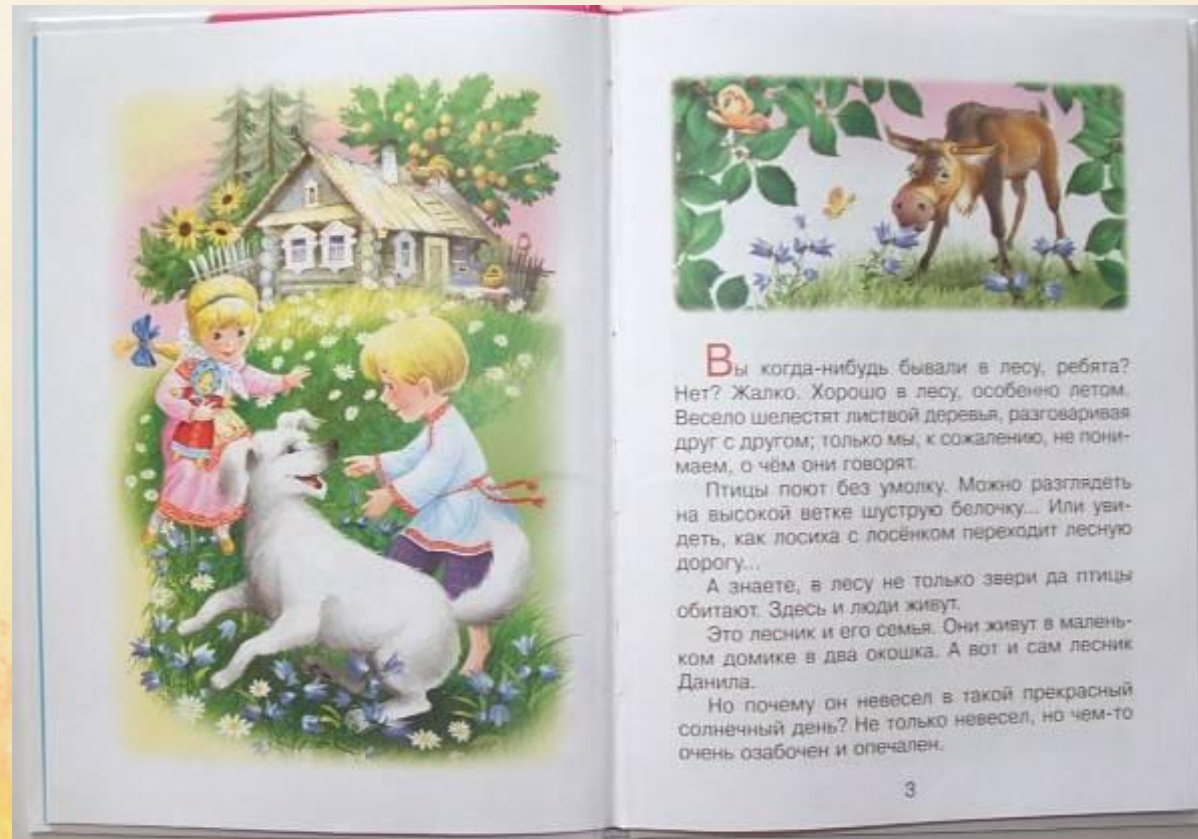 Вы когда-нибудь бывали в лесу, ребята?
Нет? Жалко. Хорошо в лесу, особенно летом.
Весело шелестят листвой деревья, разговаривая
друг с другом; только мы, к сожалению, не пони-
маем, о чём они говорят.
Птицы поют без умолку. Можно разглядеть
на высокой ветке шуструю белочку... Или уви-
деть, как лосиха с лосёнком переходит лесную
дорогу...
А знаете, в лесу не только звери да птицы
обитают. Здесь и люди живут.
Это лесник и его семья. Они живут в малень-
ком домике в два окошка. А вот и сам лесник
Данила.
Но почему он невесел в такой прекрасный
солнечный день? Не только невесел, но чем-то
очень озабочен и опечален.
3